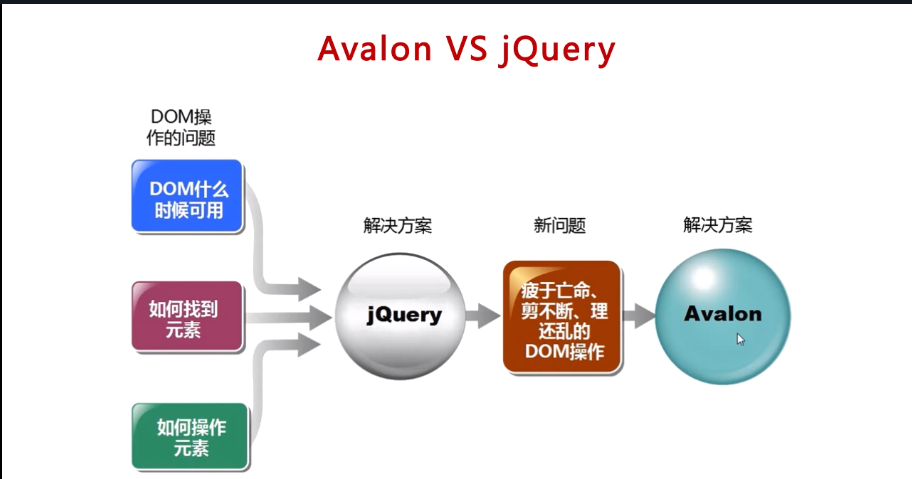 Avalon VS jQuery
DOM操
作的问题
DOM什么
时候可用
如何找到
元素
如何操作
元素
解决方案
jQuery
新问题
疲于亡命、
剪不断、理
还乱的
DOM操作
解决方案
Avalon